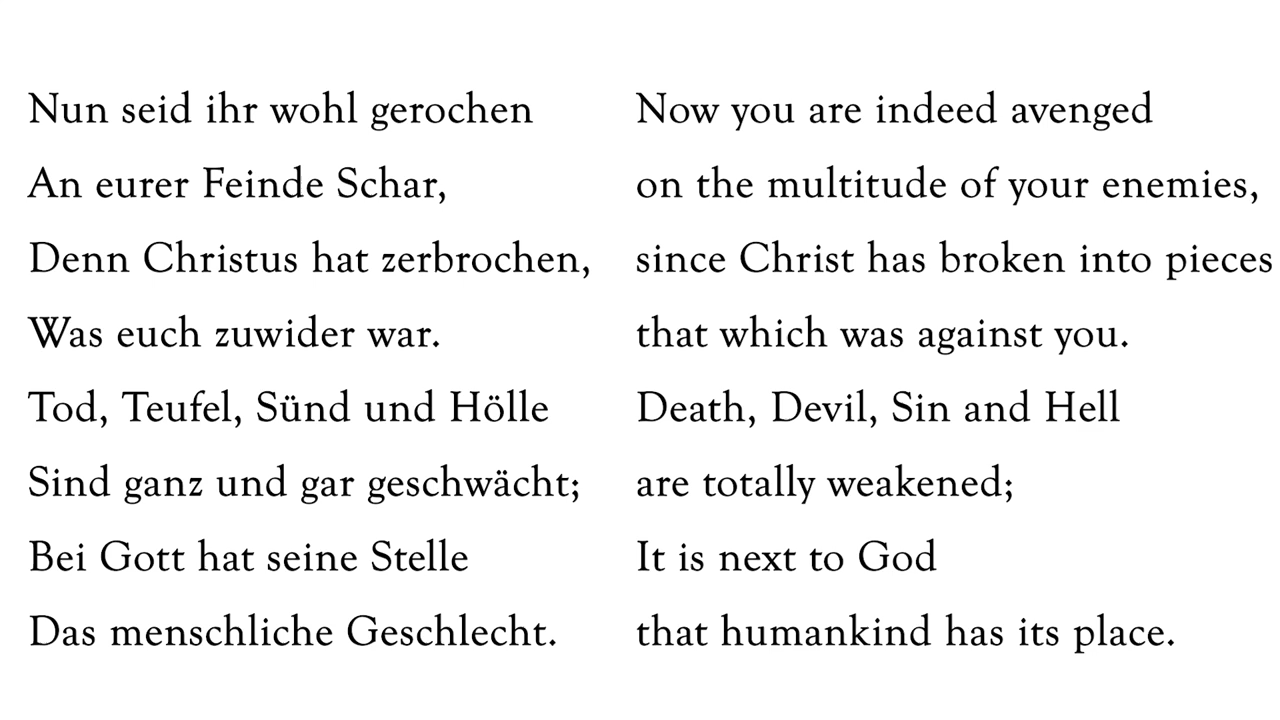 Nun seid ihr wohl gerochen
An eurer Feinde Schar,
Denn Christus hat zerbrochen,
Was euch zuwider war.
Tod, Teufel, Sünd und Hölle
Sind ganz und gar geschwächt;
Bei Gott hat seine Stelle
Das menschliche Geschlecht.
Now you are indeed avenged
on the multitude of your enemies,
since Christ has broken into pieces
that which was against you.
Death, Devil, Sin and Hell
are totally weakened;
It is next to God
that humankind has its place.